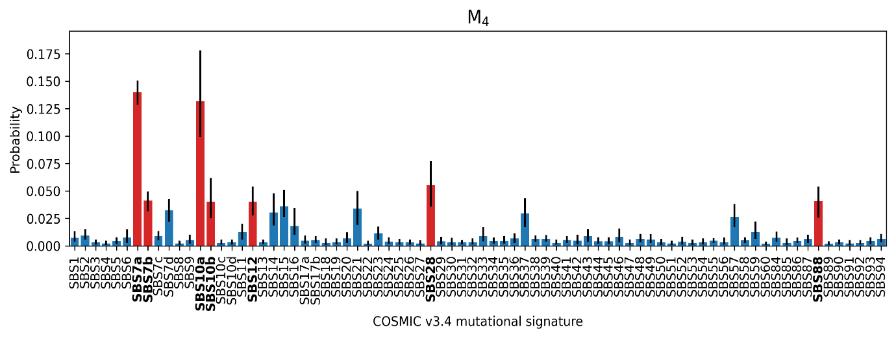 M4
0.175
0.150
0.125
0.100
0.075
0.050
0.025
0.000
Probability
SBS1
SBS2
SBS3
SBS4
SBS5
SBS6
SBS7a
SBS7b
SBS7c
SBS7d
SBS8
SBS9
SBS10a
SBS10b
SBS10c
SBS10d
SBS11
SBS12
SBS13
SBS14
SBS15
SBS16
SBS17a
SBS17b
SBS18
SBS19
SBS20
SBS21
SBS22
SBS23
SBS24
SBS25
SBS26
SBS27
SBS28
SBS29
SBS30
SBS31
SBS32
SBS33
SBS34
SBS35
SBS36
SBS37
SBS38
SBS39
SBS40
SBS41
SBS42
SBS43
SBS44
SBS45
SBS46
SBS47
SBS48
SBS49
SBS50
SBS51
SBS52
SBS53
SBS54
SBS55
SBS56
SBS57
SBS58
SBS59
SBS60
SBS84
SBS85
SBS86
SBS87
SBS88
SBS89
SBS90
SBS91
SBS92
SBS93
SBS94
COSMIC v3.4 mutational signature